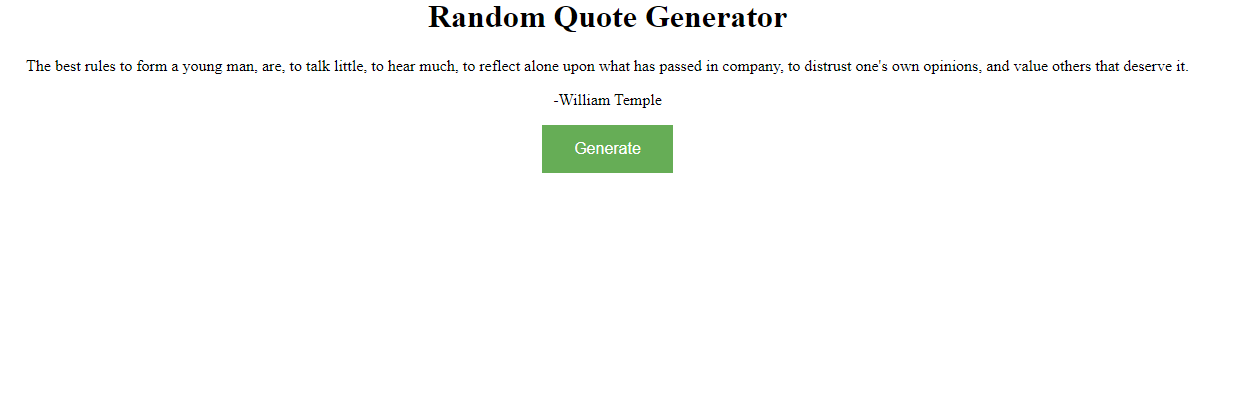 Random Quote Generator
The best rules to form a young man, are, to talk little, to hear much, to reflect alone upon what has passed in company, to distrust one's own opinions, and value others that deserve it.
-William Temple
Generate